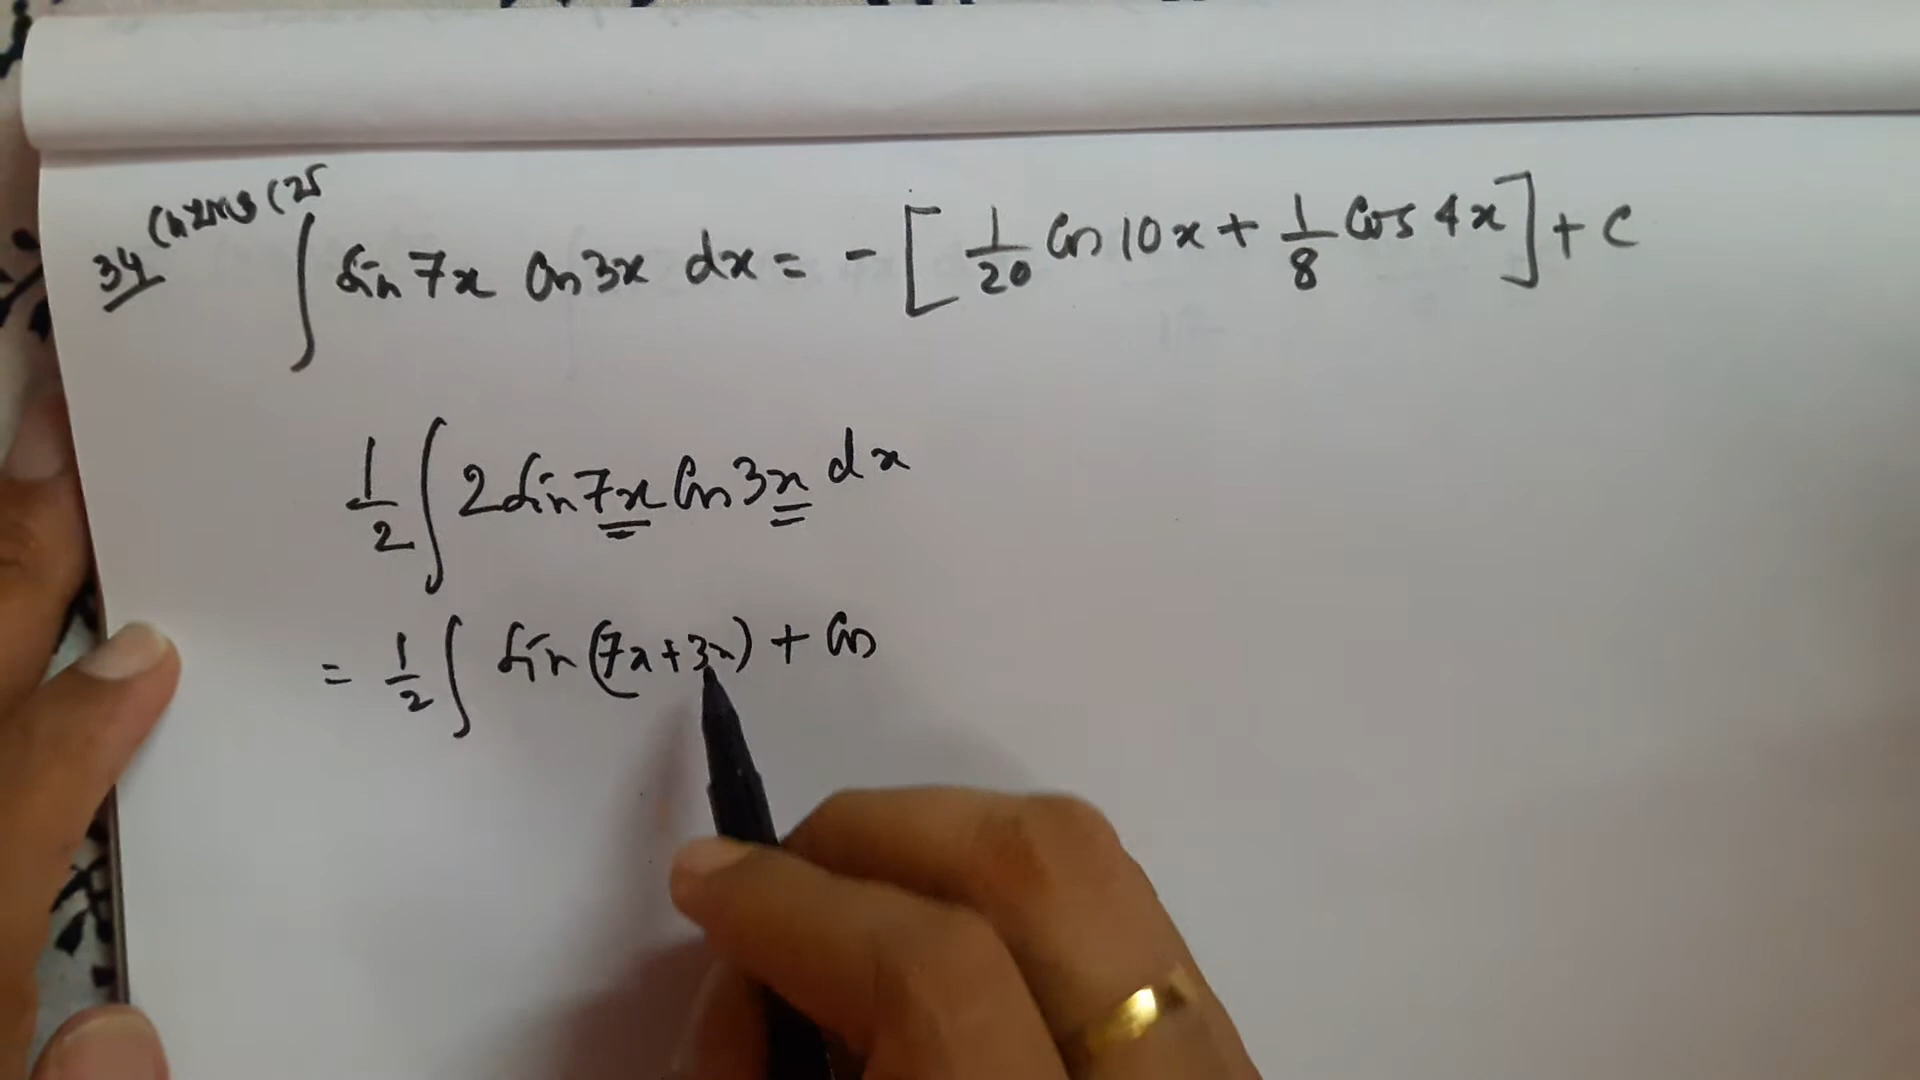 34 ∫ sin 7x cos 3x dx = - [ 1/20 cos 10x + 1/8 cos 4x ] + c
1/2 ∫ 2 sin 7x cos 3x dx
= 1/2 ∫ sin (7x + 3x) + cos